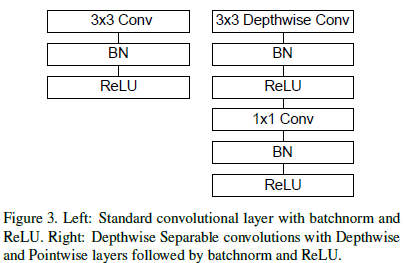 3x3 Conv
BN
ReLU
3x3 Depthwise Conv
BN
ReLU
1x1 Conv
BN
ReLU
Figure 3. Left: Standard convolutional layer with batchnorm and
ReLU. Right: Depthwise Separable convolutions with Depthwise
and Pointwise layers followed by batchnorm and ReLU.